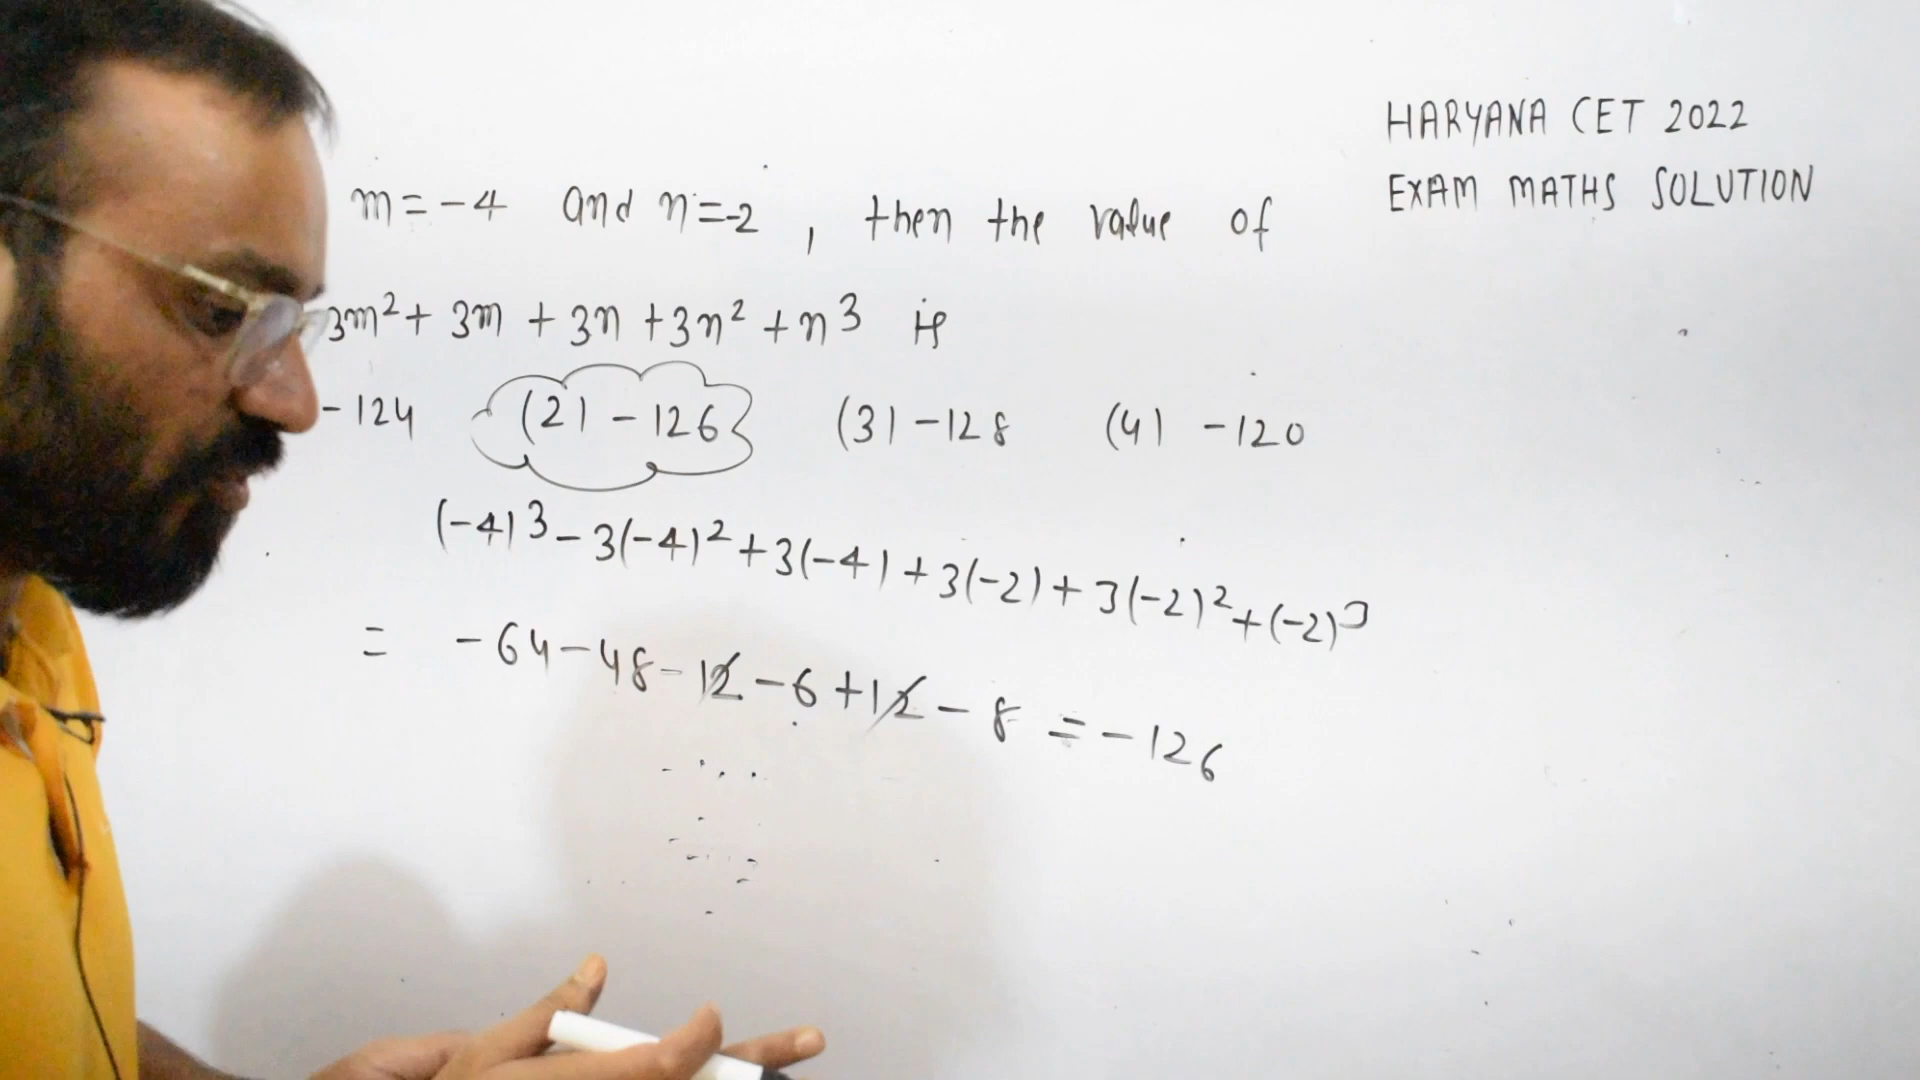 HARYANA CET 2022
EXAM MATHS SOLUTION
m = -4 and n = -2 , then the value of
3m² + 3m + 3n + 3n² + n³ is
-124 (2) -126 (3) -128 (4) -120
(-4)³ - 3(-4)² + 3(-4) + 3(-2) + 3(-2)² + (-2)³
= -64 - 48 - 12 - 6 + 12 - 8 = -126